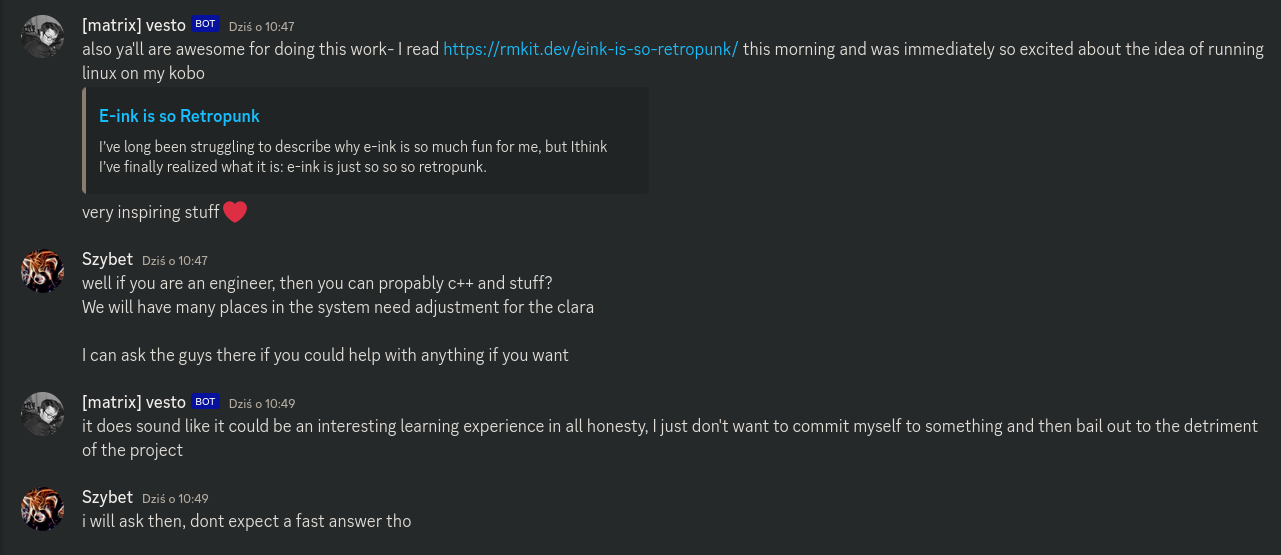 [matrix] vesto BOT Dziś o 10:47
also ya'll are awesome for doing this work- I read https://rmkit.dev/eink-is-so-retropunk/ this morning and was immediately so excited about the idea of running
linux on my kobo
E-ink is so Retropunk
I've long been struggling to describe why e-ink is so much fun for me, but Ithink
I've finally realized what it is: e-ink is just so so so retropunk.
very inspiring stuff ❤️
Szybet Dziś o 10:47
well if you are an engineer, then you can propably c++ and stuff?
We will have many places in the system need adjustment for the clara
I can ask the guys there if you could help with anything if you want
[matrix] vesto BOT Dziś o 10:49
it does sound like it could be an interesting learning experience in all honesty, I just don't want to commit myself to something and then bail out to the detriment
of the project
Szybet Dziś o 10:49
i will ask then, dont expect a fast answer tho